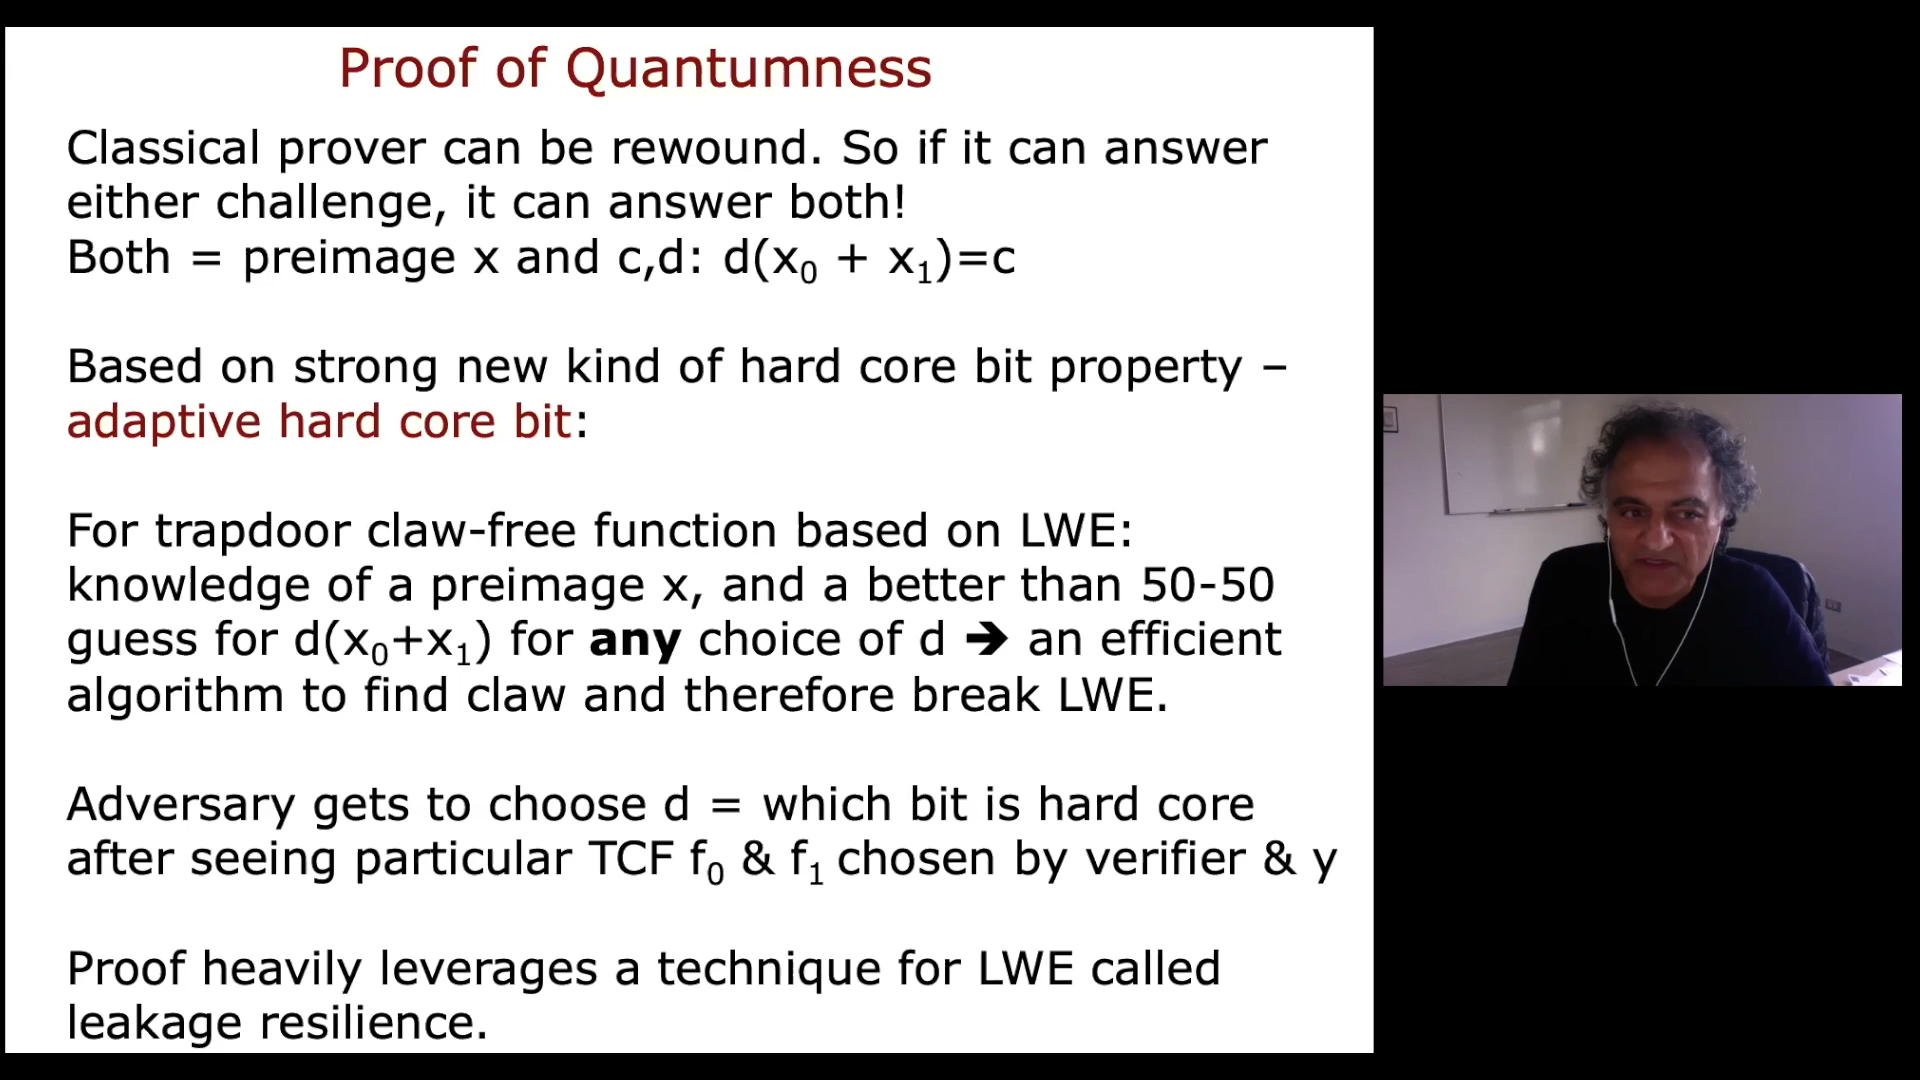 Proof of Quantumness
Classical prover can be rewound. So if it can answer
either challenge, it can answer both!
Both = preimage x and c,d: d(x₀ + x₁)=c
Based on strong new kind of hard core bit property –
adaptive hard core bit:
For trapdoor claw-free function based on LWE:
knowledge of a preimage x, and a better than 50-50
guess for d(x₀+x₁) for any choice of d ➔ an efficient
algorithm to find claw and therefore break LWE.
Adversary gets to choose d = which bit is hard core
after seeing particular TCF f₀ & f₁ chosen by verifier & y
Proof heavily leverages a technique for LWE called
leakage resilience.